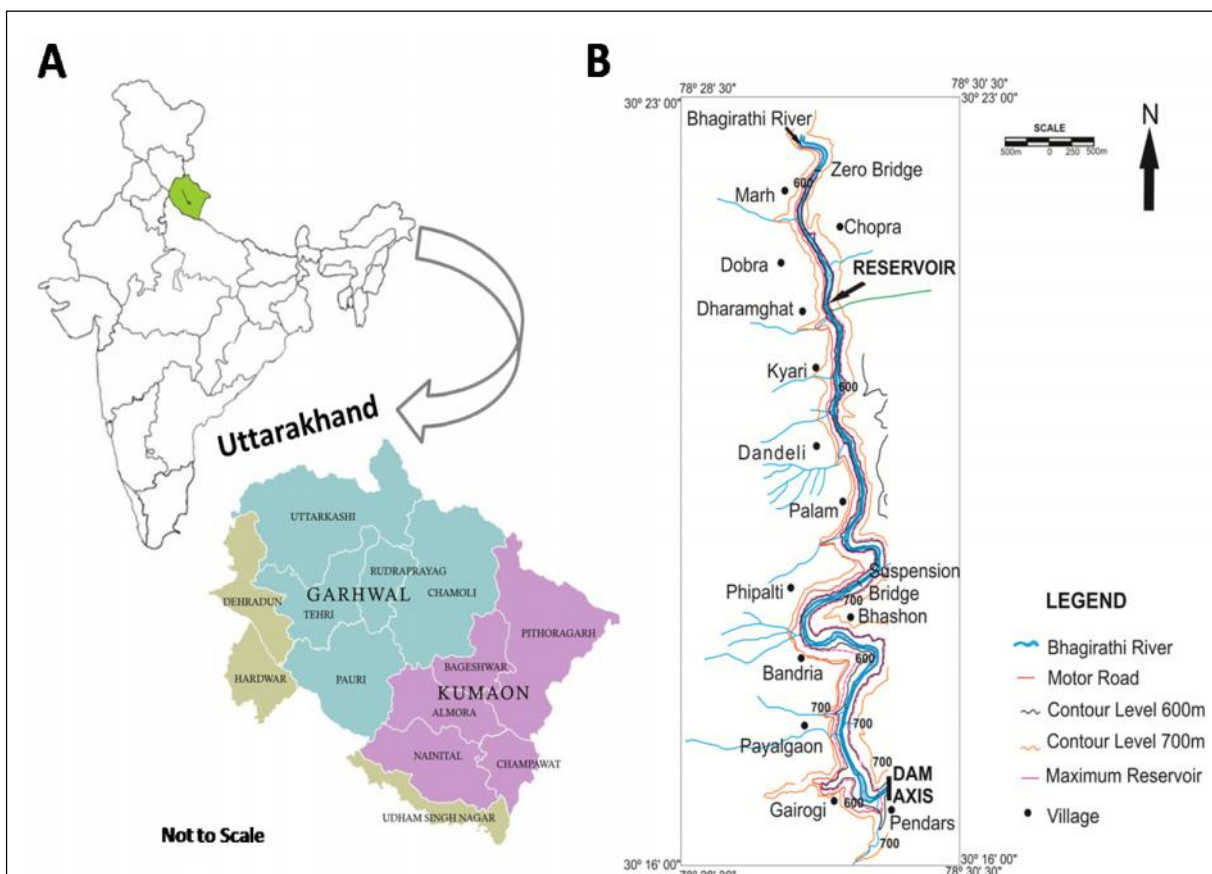 A
Uttarakhand
UTTARKASHI
RUDRAPRAYAG
GARHWAL
CHAMOLI
DEHRADUN
TEHRI
PITHORAGARH
HARDWAR
PAURI
BAGESHWAR
KUMAON
ALMORA
NAINITAL
CHAMPAWAT
UDHAM SINGH NAGAR
Not to Scale
B
78° 28' 30"
78° 30' 30"
30° 23' 00"
30° 23' 00"
Bhagirathi River
Zero Bridge
600
Marh
Chopra
Dobra
RESERVOIR
Dharamghat
Kyari
600
Dandeli
Palam
Suspension
Bridge
Phipalti
700
Bhashon
600
Bandria
700
700
Payalgaon
700
DAM
AXIS
Gairogi
600
Pendars
700
30° 16' 00"
30° 16' 00"
78° 30' 30"
SCALE
500m 0 250 500m
N
LEGEND
Bhagirathi River
Motor Road
Contour Level 600m
Contour Level 700m
Maximum Reservoir
Village